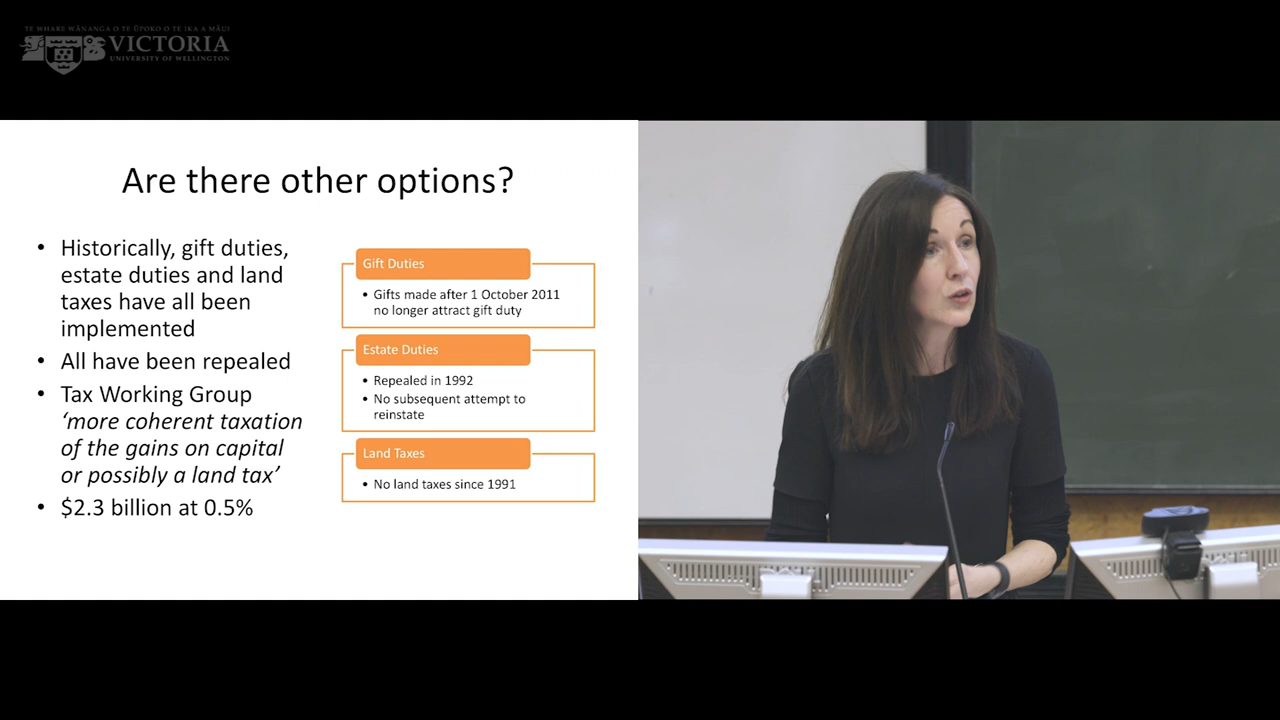 TE WHARE WĀNANGA O TE ŪPOKO O TE IKA A MĀUI
VICTORIA
UNIVERSITY OF WELLINGTON
Are there other options?
• Historically, gift duties,
estate duties and land
taxes have all been
implemented
• All have been repealed
• Tax Working Group
‘more coherent taxation
of the gains on capital
or possibly a land tax’
• $2.3 billion at 0.5%
Gift Duties
• Gifts made after 1 October 2011
no longer attract gift duty
Estate Duties
• Repealed in 1992
• No subsequent attempt to
reinstate
Land Taxes
• No land taxes since 1991